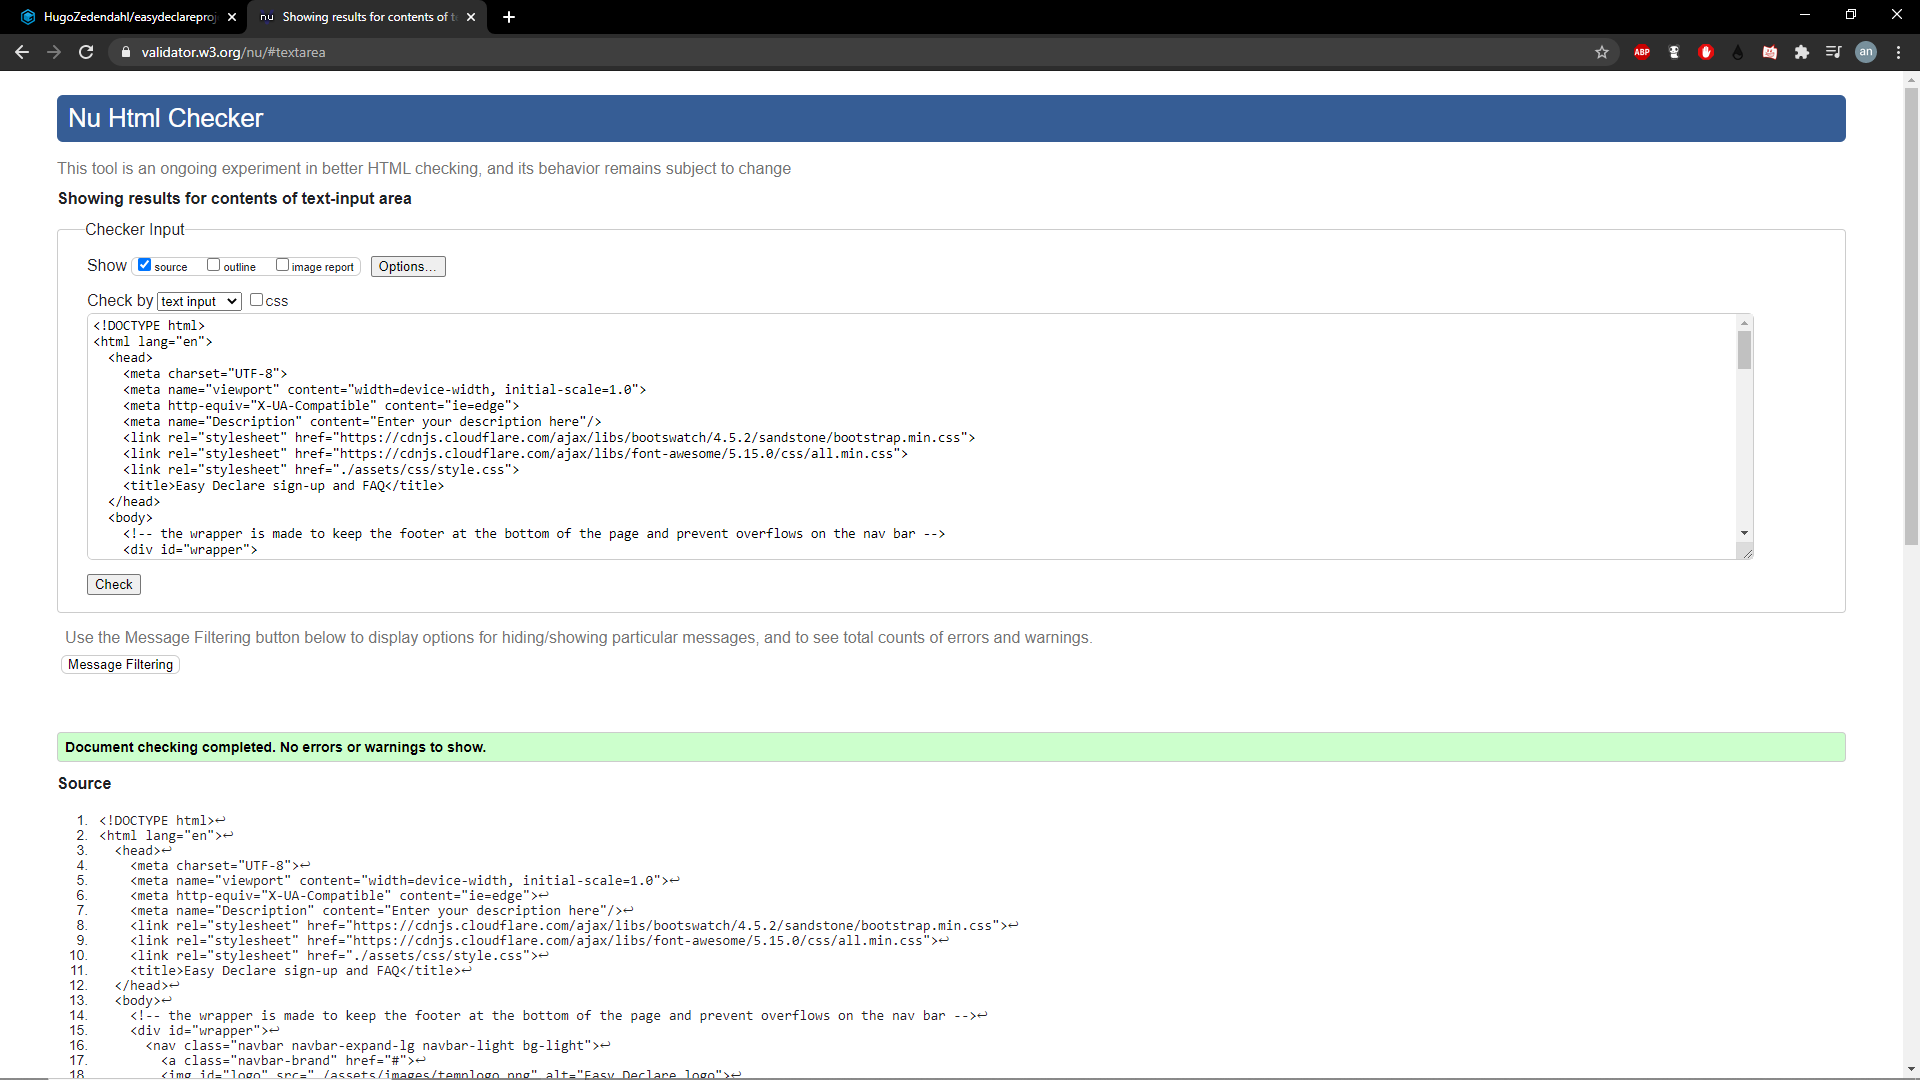 HugoZedendahl/easydeclareproj
nu Showing results for contents of te
validator.w3.org/nu/#textarea
ABP
an
Nu Html Checker
This tool is an ongoing experiment in better HTML checking, and its behavior remains subject to change
Showing results for contents of text-input area
Checker Input
Show source outline image report Options...
Check by text input css
<!DOCTYPE html>
<html lang="en">
<head>
<meta charset="UTF-8">
<meta name="viewport" content="width=device-width, initial-scale=1.0">
<meta http-equiv="X-UA-Compatible" content="ie=edge">
<meta name="Description" content="Enter your description here"/>
<link rel="stylesheet" href="https://cdnjs.cloudflare.com/ajax/libs/bootswatch/4.5.2/sandstone/bootstrap.min.css">
<link rel="stylesheet" href="https://cdnjs.cloudflare.com/ajax/libs/font-awesome/5.15.0/css/all.min.css">
<link rel="stylesheet" href="./assets/css/style.css">
<title>Easy Declare sign-up and FAQ</title>
</head>
<body>
<!-- the wrapper is made to keep the footer at the bottom of the page and prevent overflows on the nav bar -->
<div id="wrapper">
Check
Use the Message Filtering button below to display options for hiding/showing particular messages, and to see total counts of errors and warnings.
Message Filtering
Document checking completed. No errors or warnings to show.
Source
1. <!DOCTYPE html>↩
2. <html lang="en">↩
3. <head>↩
4. <meta charset="UTF-8">↩
5. <meta name="viewport" content="width=device-width, initial-scale=1.0">↩
6. <meta http-equiv="X-UA-Compatible" content="ie=edge">↩
7. <meta name="Description" content="Enter your description here"/>↩
8. <link rel="stylesheet" href="https://cdnjs.cloudflare.com/ajax/libs/bootswatch/4.5.2/sandstone/bootstrap.min.css">↩
9. <link rel="stylesheet" href="https://cdnjs.cloudflare.com/ajax/libs/font-awesome/5.15.0/css/all.min.css">↩
10. <link rel="stylesheet" href="./assets/css/style.css">↩
11. <title>Easy Declare sign-up and FAQ</title>↩
12. </head>↩
13. <body>↩
14. <!-- the wrapper is made to keep the footer at the bottom of the page and prevent overflows on the nav bar -->↩
15. <div id="wrapper">↩
16. <nav class="navbar navbar-expand-lg navbar-light bg-light">↩
17. <a class="navbar-brand" href="#">↩
18. <img id="logo" src="./assets/images/templogo.png" alt="Easy Declare logo">↩